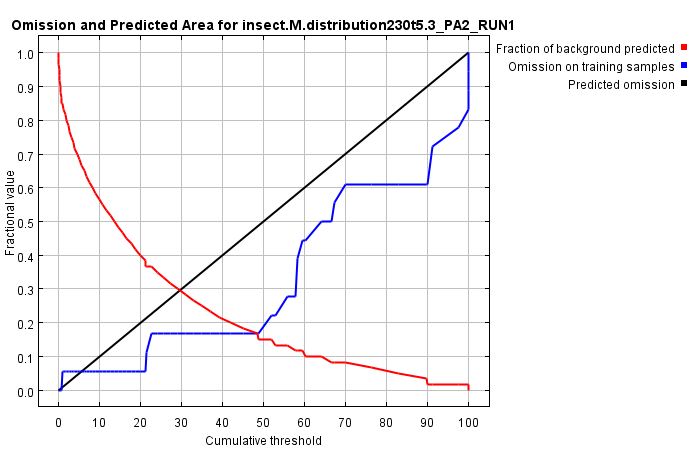 Omission and Predicted Area for insect.M.distribution230t5.3_PA2_RUN1
Fraction of background predicted
Omission on training samples
Predicted omission
1.0
0.9
0.8
0.7
0.6
0.5
0.4
0.3
0.2
0.1
0.0
Fractional value
0 10 20 30 40 50 60 70 80 90 100
Cumulative threshold